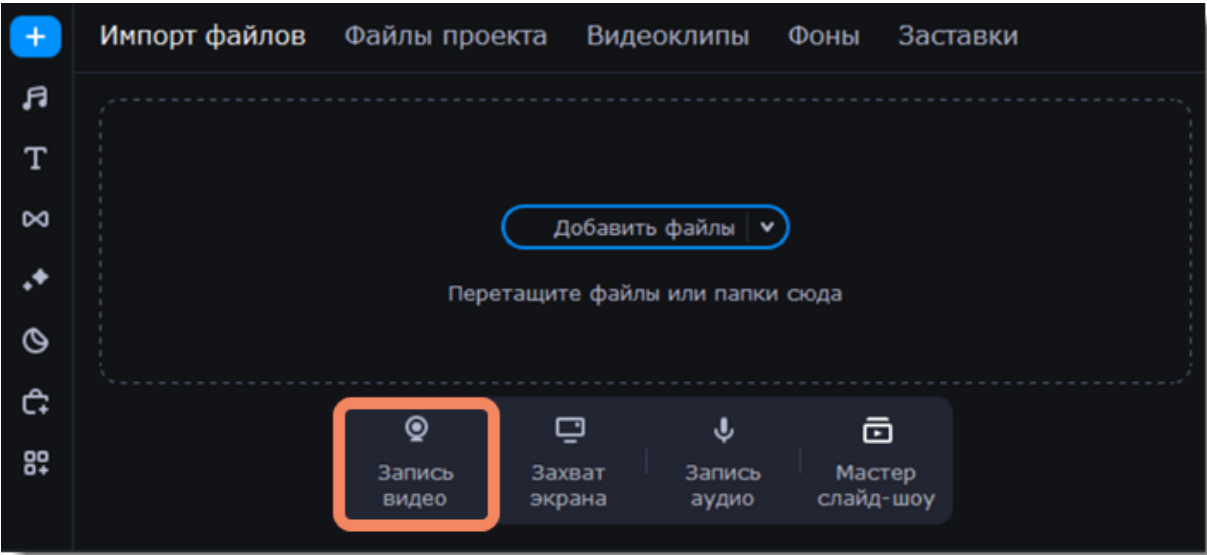 Импорт файлов Файлы проекта Видеоклипы Фоны Заставки
Добавить файлы
Перетащите файлы или папки сюда
Запись видео
Захват экрана
Запись аудио
Мастер слайд-шоу